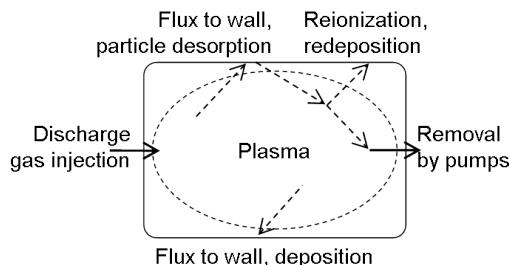 Flux to wall,
particle desorption
Reionization,
redeposition
Discharge
gas injection
Plasma
Removal
by pumps
Flux to wall, deposition